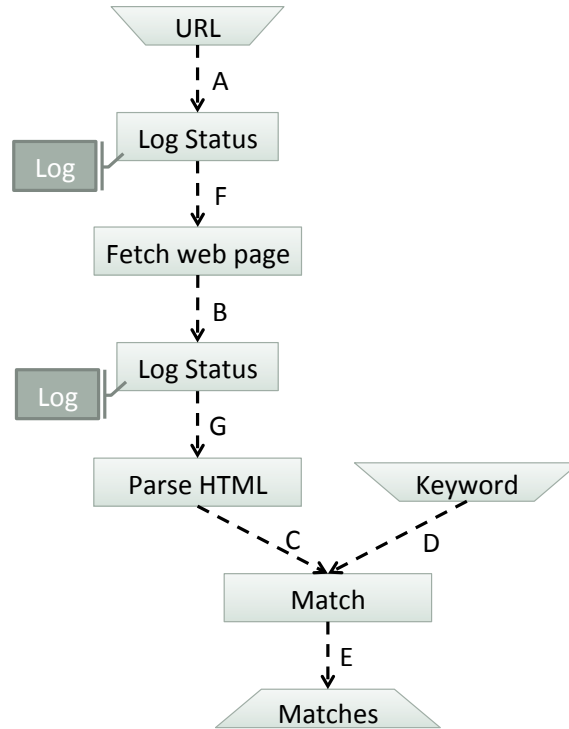 URL
A
Log Status
Log
F
Fetch web page
B
Log Status
Log
G
Parse HTML
Keyword
C
D
Match
E
Matches